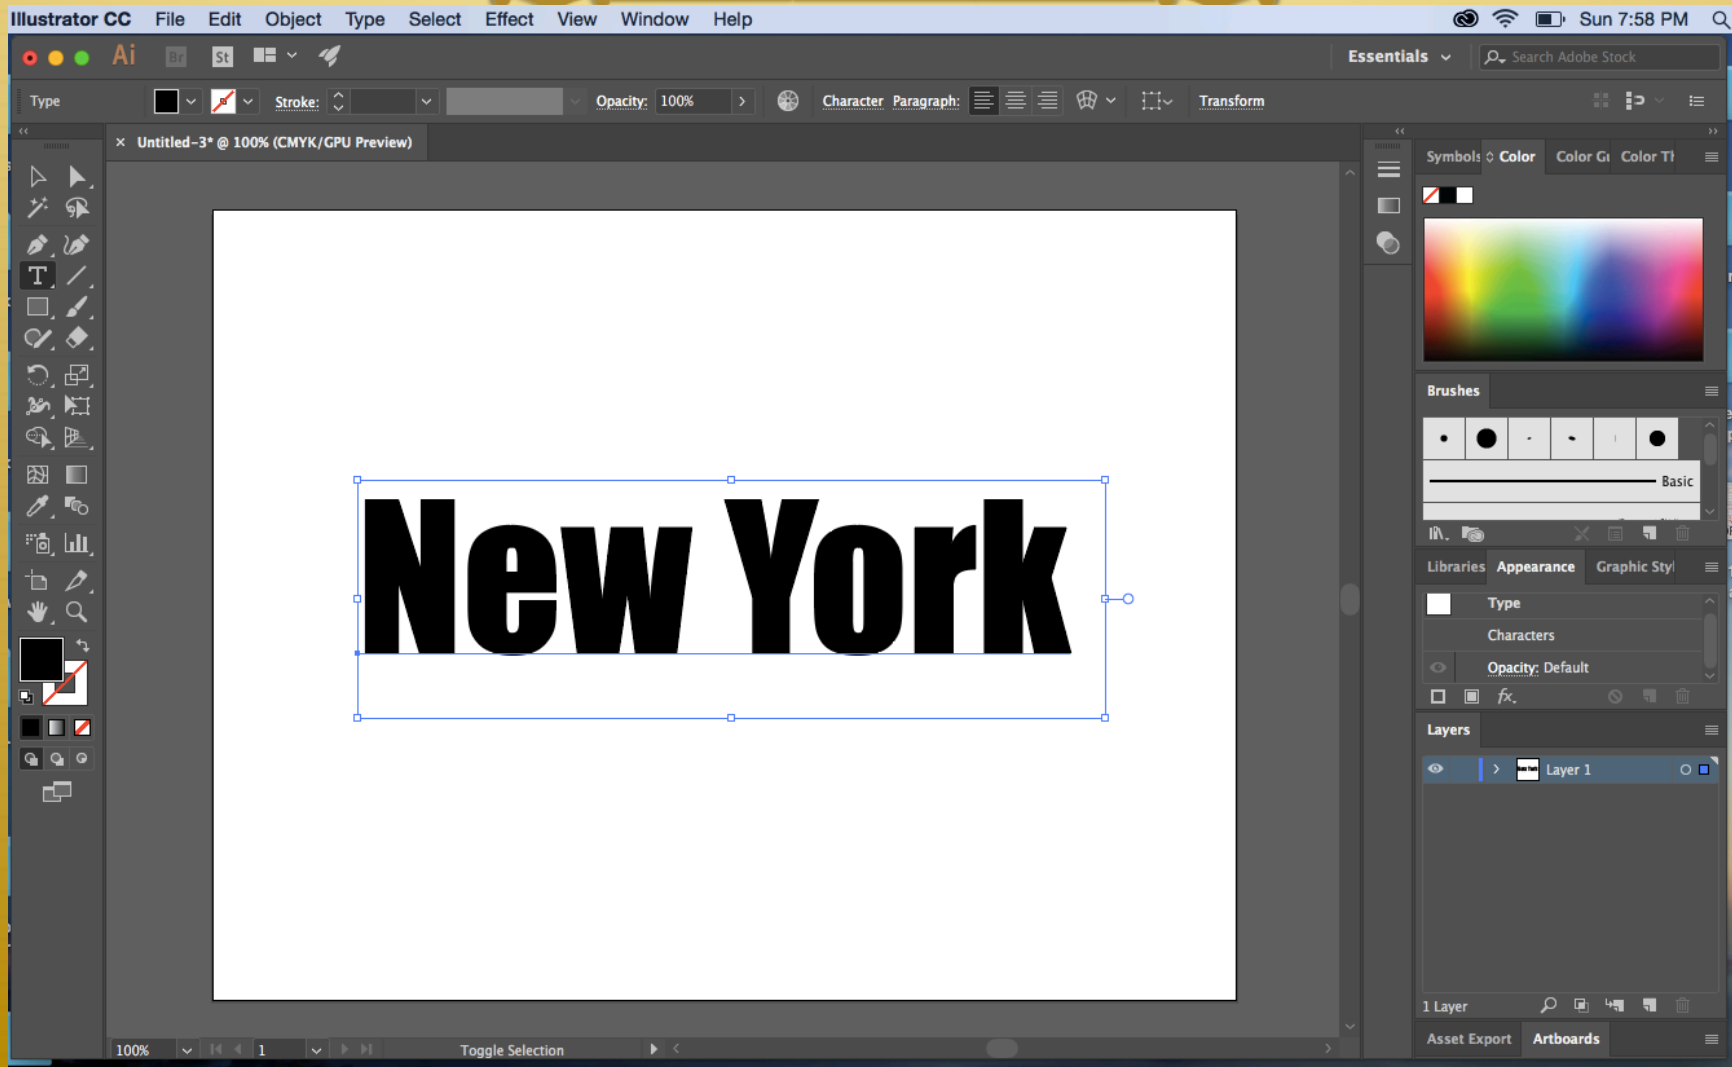 Illustrator CC File Edit Object Type Select Effect View Window Help Sun 7:58 PM
Ai Br St Essentials Search Adobe Stock
Type Stroke: Opacity: 100% Character Paragraph: Transform
× Untitled-3* @ 100% (CMYK/GPU Preview)
Symbols Color Color Gu Color Th
Brushes
Basic
New York
Libraries Appearance Graphic Styl
Type
Characters
Opacity: Default
fx.
Layers
Layer 1
1 Layer
Asset Export Artboards
100% 1 Toggle Selection